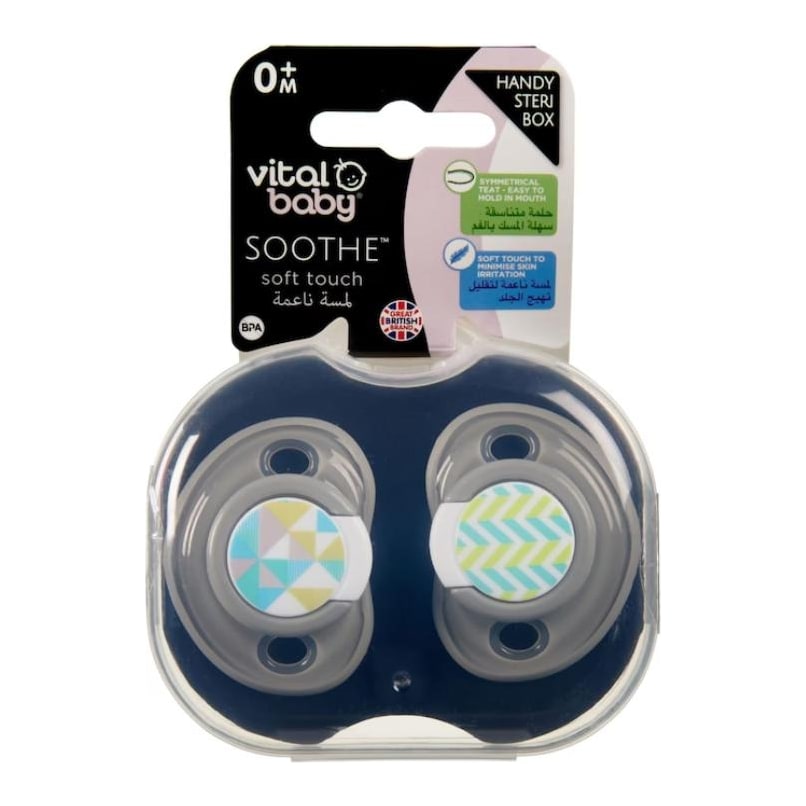 0+M
HANDY
STERI
BOX
vital
baby®
SOOTHE™
soft touch
لمسة ناعمة
SYMMETRICAL
TEAT - EASY TO
HOLD IN MOUTH
حلمة متناسقة
سهلة المسك بالفم
SOFT TOUCH TO
MINIMISE SKIN
IRRITATION
لمسة ناعمة لتقليل
تهيج الجلد
BPA
GREAT
BRITISH
BRAND